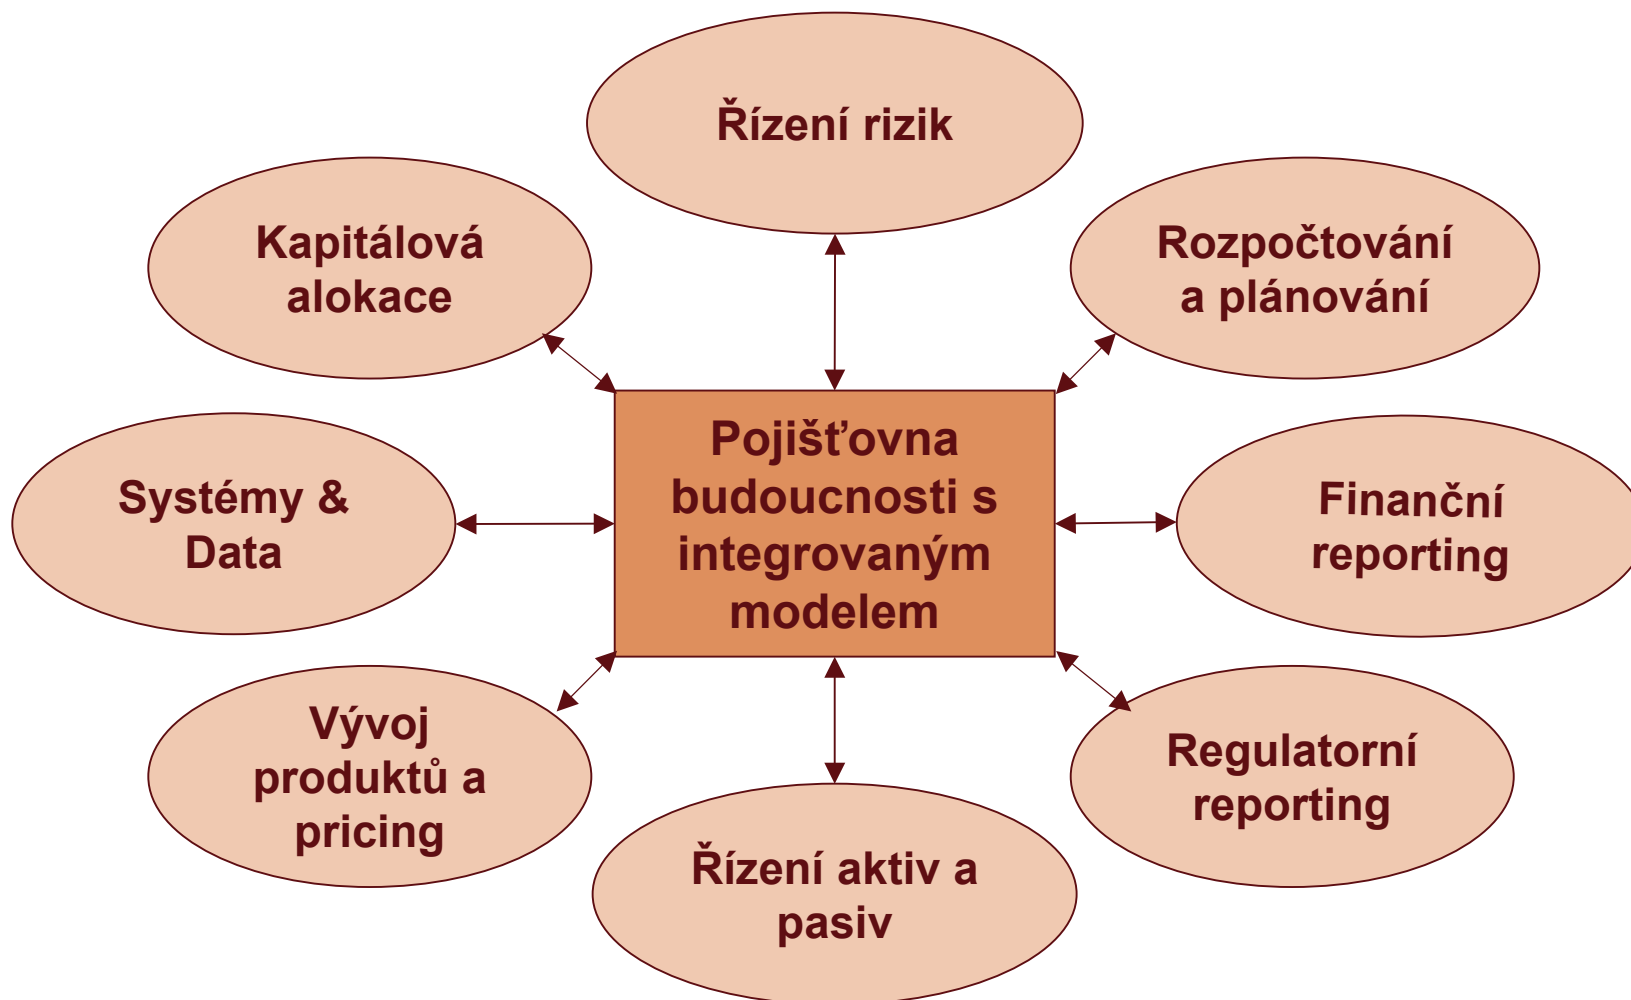 Řízení rizik
Kapitálová
alokace
Rozpočtování
a plánování
Systémy &
Data
Pojišťovna
budoucnosti s
integrovaným
modelem
Finanční
reporting
Vývoj
produktů a
pricing
Řízení aktiv a
pasiv
Regulatorní
reporting